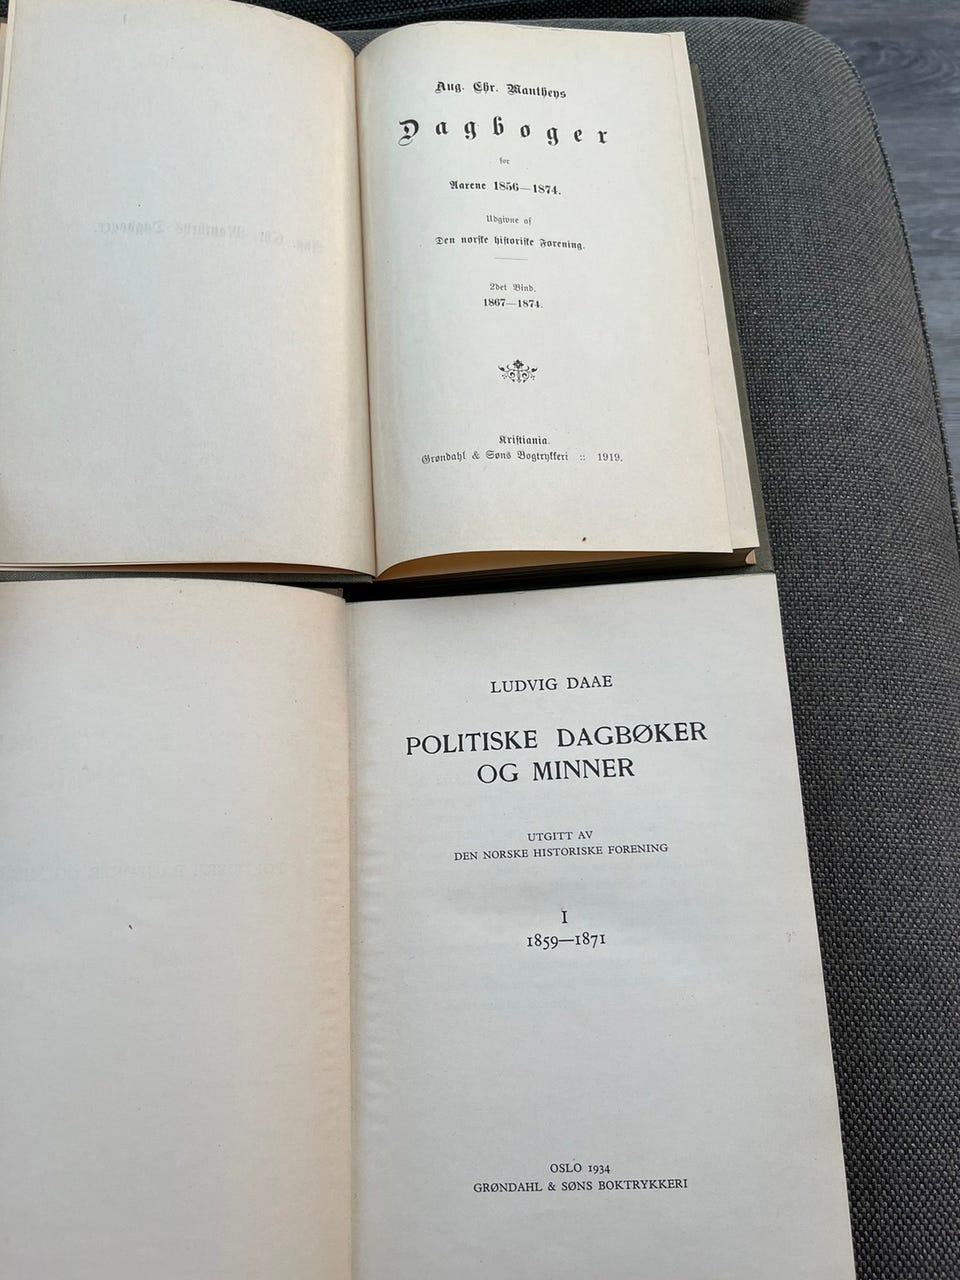 Aug. Chr. Mantheys
Dagbøger
for
Aarene 1856—1874.
Udgivne af
Den norske historiske Forening.
2det Bind.
1867—1874.
Kristiania.
Grøndahl & Søns Bogtrykkeri :: 1919.
LUDVIG DAAE
POLITISKE DAGBØKER
OG MINNER
UTGITT AV
DEN NORSKE HISTORISKE FORENING
I
1859—1871
OSLO 1934
GRØNDAHL & SØNS BOKTRYKKERI